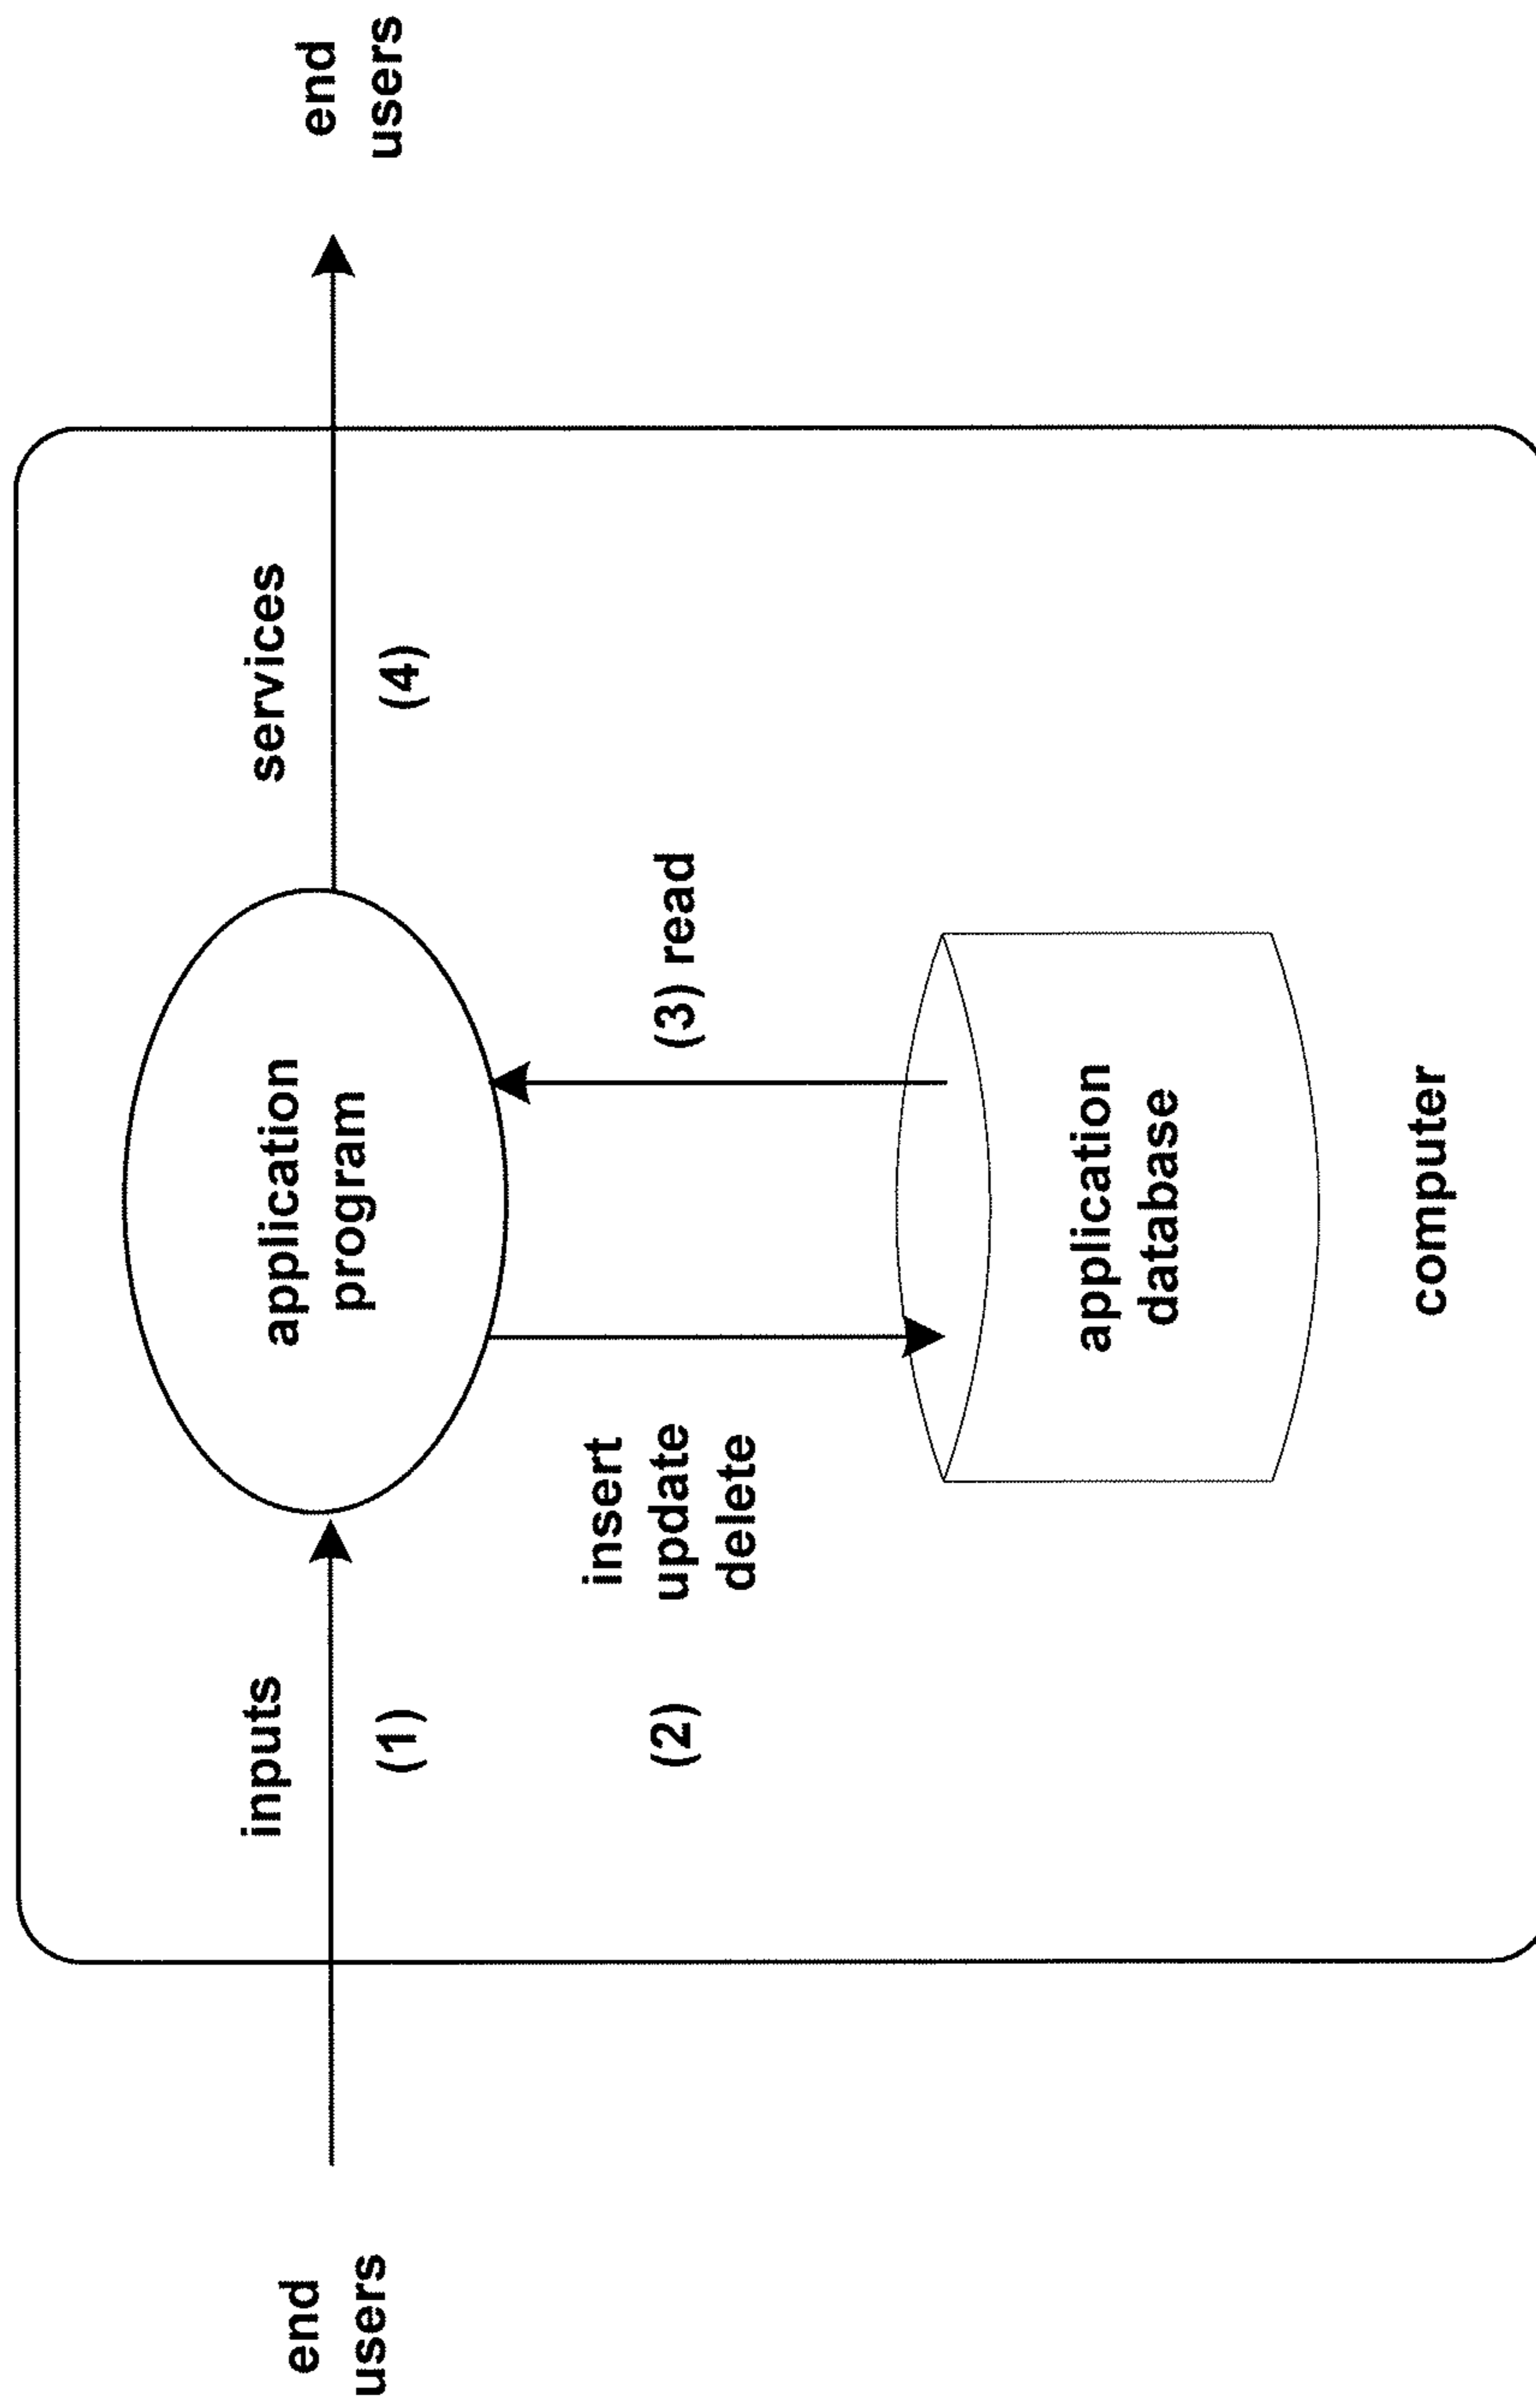 end
users
inputs
(1)
application
program
services
(4)
end
users
insert
update
delete
(2)
(3) read
application
database
computer